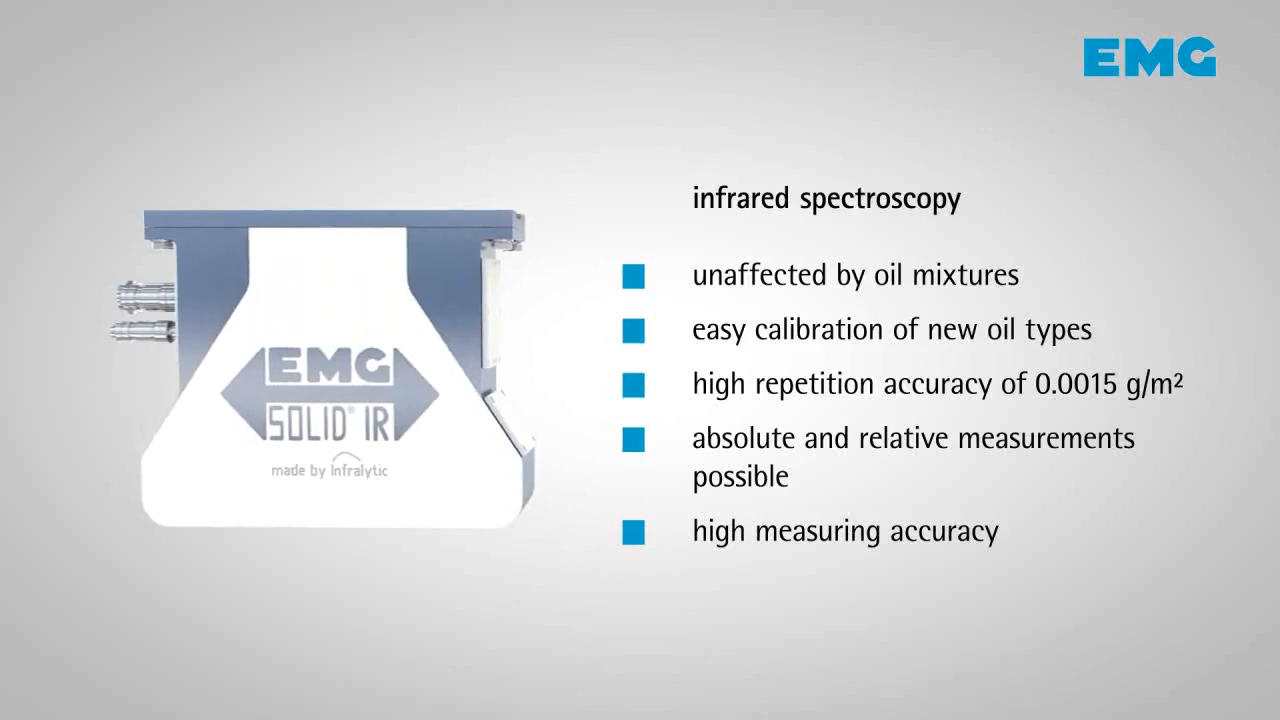 EMG
infrared spectroscopy
unaffected by oil mixtures
easy calibration of new oil types
high repetition accuracy of 0.0015 g/m²
absolute and relative measurements
possible
high measuring accuracy
EMG
SOLID® IR
made by Infralytic